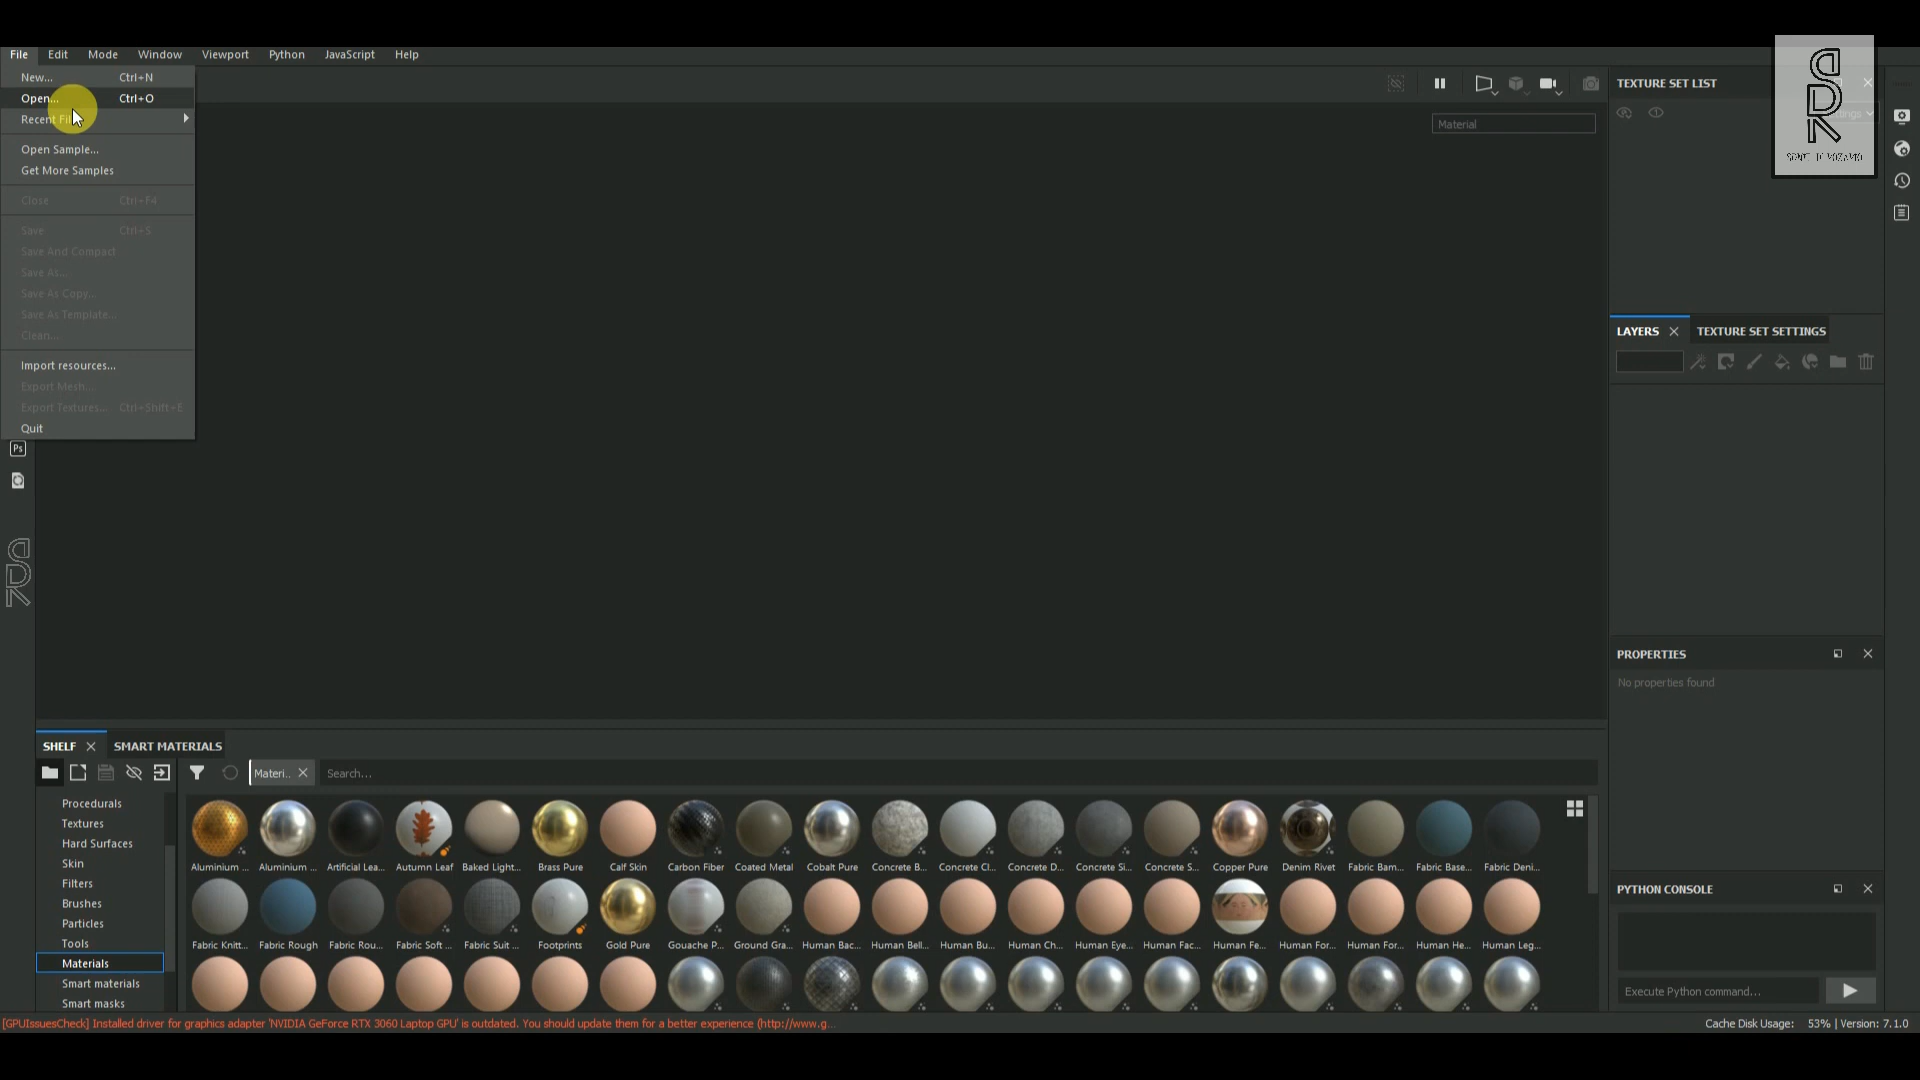 File Edit Mode Window Viewport Python JavaScript Help
New... Ctrl+N
Open... Ctrl+O
Recent
Open Sample...
Get More Samples
Close Ctrl+F4
Save Ctrl+S
Save And Compact
Save As...
Save As Copy...
Save As Template...
Clean...
Import resources...
Export Mesh...
Export Textures... Ctrl+Shift+E
Quit
Ps
Material
TEXTURE SET LIST
SDK
LAYERS TEXTURE SET SETTINGS
PROPERTIES
No properties found
SHELF SMART MATERIALS
Materi.. Search...
Procedurals
Textures
Hard Surfaces
Skin
Filters
Brushes
Particles
Tools
Materials
Smart materials
Smart masks
Aluminium ... Aluminium ... Artificial Lea... Autumn Leaf Baked Light... Brass Pure Calf Skin Carbon Fiber Coated Metal Cobalt Pure Concrete B... Concrete Cl... Concrete D... Concrete Si... Concrete S... Copper Pure Denim Rivet Fabric Bam... Fabric Base... Fabric Deni...
Fabric Knitt... Fabric Rough Fabric Rou... Fabric Soft ... Fabric Suit ... Footprints Gold Pure Gouache P... Ground Gra... Human Bac... Human Bell... Human Bu... Human Ch... Human Eye... Human Fac... Human Fe... Human For... Human For... Human He... Human Leg...
PYTHON CONSOLE
Execute Python command...
[GPUIssuesCheck] Installed driver for graphics adapter 'NVIDIA GeForce RTX 3060 Laptop GPU' is outdated. You should update them for a better experience (http://www.g...
Cache Disk Usage: 53% | Version: 7.1.0